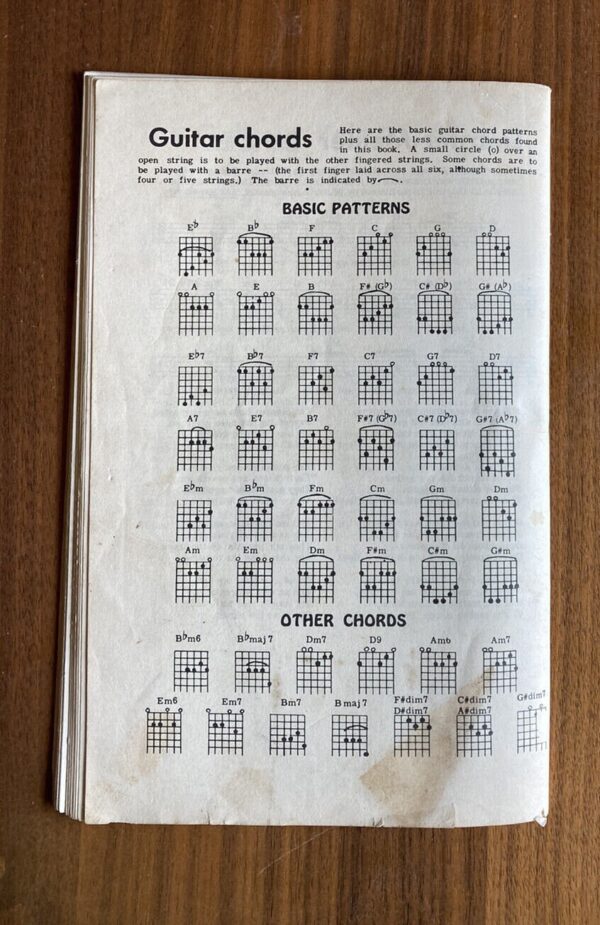 Guitar chords
Here are the basic guitar chord patterns
plus all those less common chords found
in this book. A small circle (o) over an
open string is to be played with the other fingered strings. Some chords are to
be played with a barre -- (the first finger laid across all six, although sometimes
four or five strings.) The barre is indicated by .
BASIC PATTERNS
E♭ B♭ F C G D
A E B F# (G♭) C# (D♭) G# (A♭)
E♭7 B♭7 F7 C7 G7 D7
A7 E7 B7 F#7 (G♭7) C#7 (D♭7) G#7 (A♭7)
E♭m B♭m Fm Cm Gm Dm
Am Em Dm F#m C#m G#m
OTHER CHORDS
B♭m6 B♭maj7 Dm7 D9 Am6 Am7
Em6 Em7 Bm7 Bmaj7 F#dim7 C#dim7 G#dim7
D#dim7 A#dim7